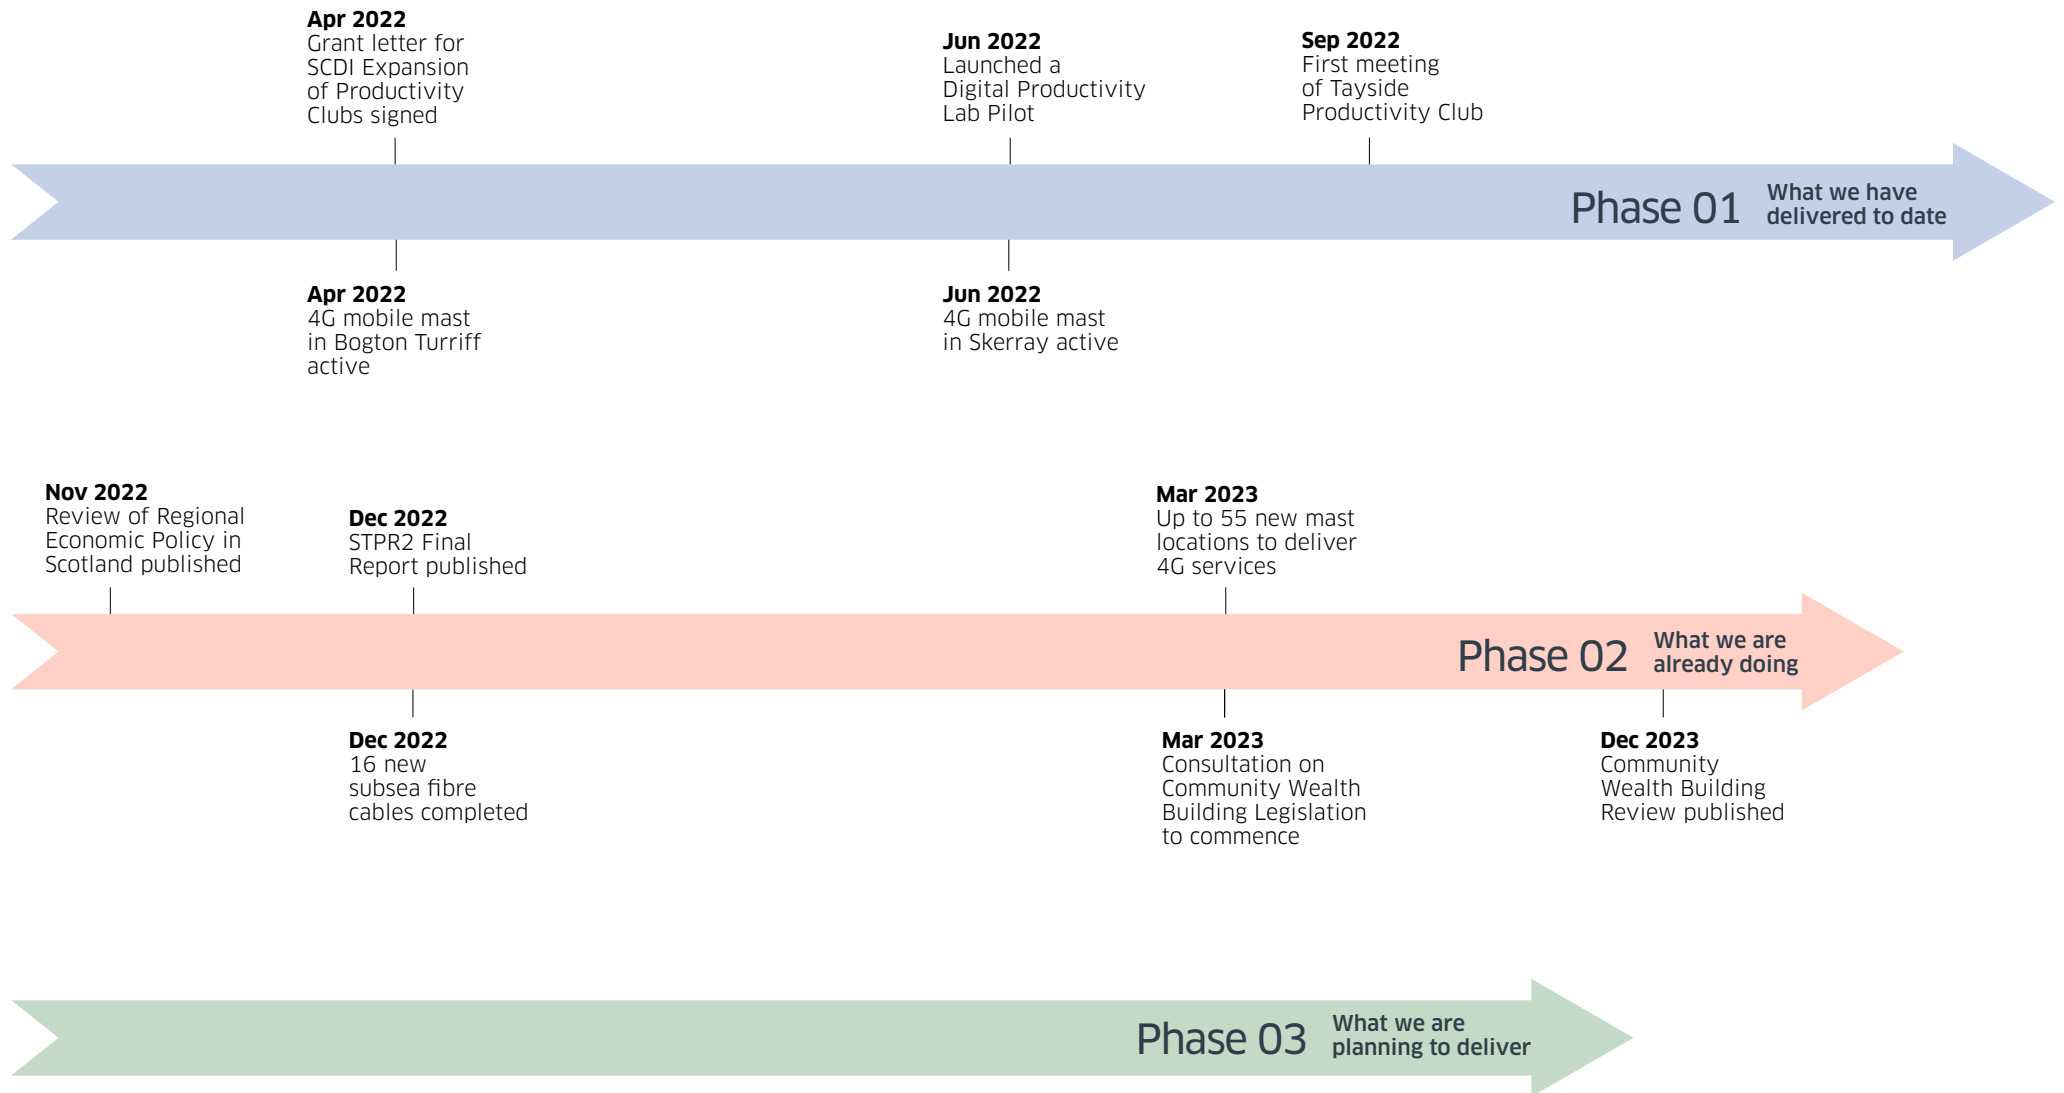 Apr 2022
Grant letter for
SCDI Expansion
of Productivity
Clubs signed
Jun 2022
Launched a
Digital Productivity
Lab Pilot
Sep 2022
First meeting
of Tayside
Productivity Club
Phase 01
What we have
delivered to date
Apr 2022
4G mobile mast
in Bogton Turriff
active
Jun 2022
4G mobile mast
in Skerray active
Nov 2022
Review of Regional
Economic Policy in
Scotland published
Dec 2022
STPR2 Final
Report published
Mar 2023
Up to 55 new mast
locations to deliver
4G services
Phase 02
What we are
already doing
Dec 2022
16 new
subsea fibre
cables completed
Mar 2023
Consultation on
Community Wealth
Building Legislation
to commence
Dec 2023
Community
Wealth Building
Review published
Phase 03
What we are
planning to deliver